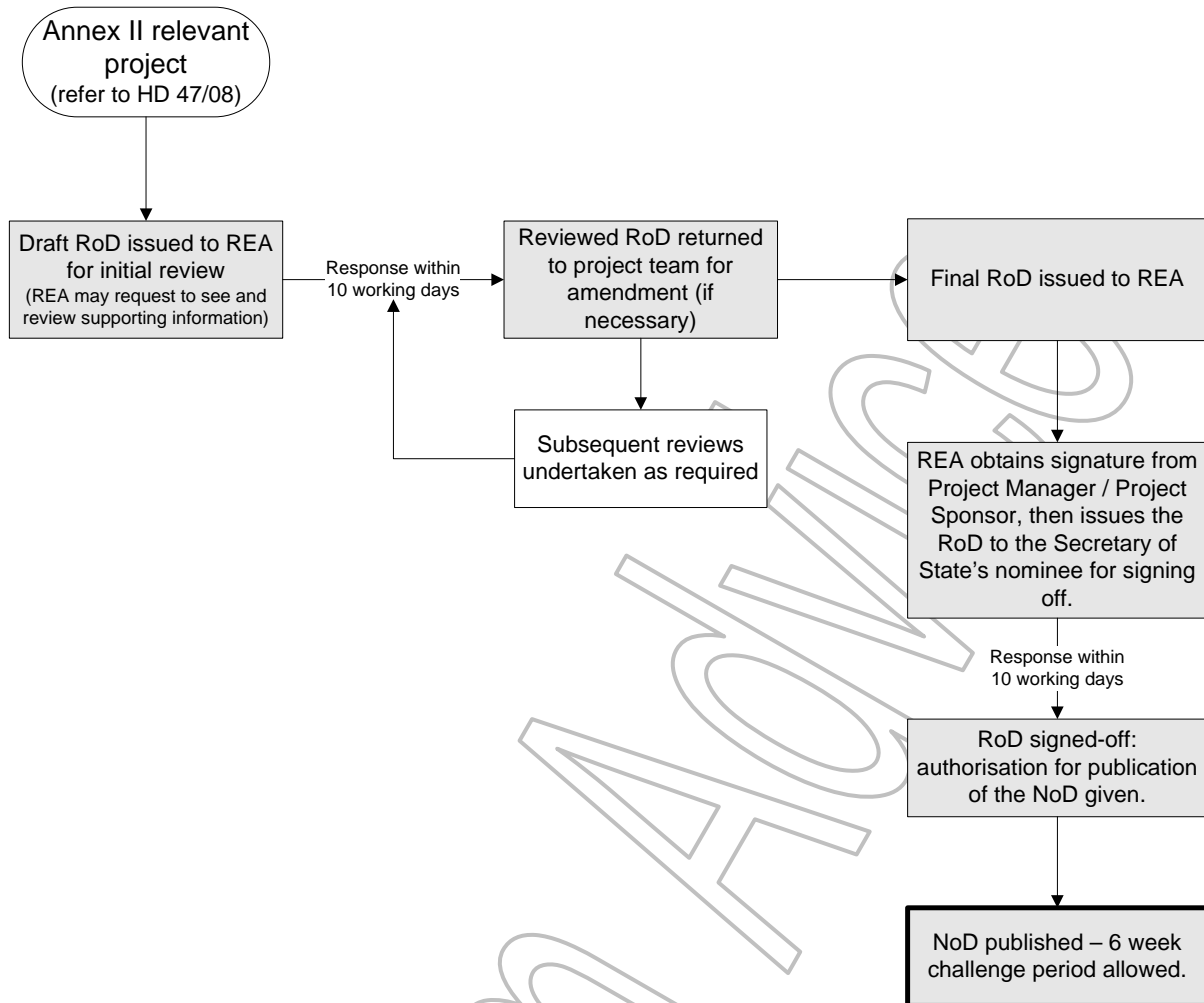 Annex II relevant
project
(refer to HD 47/08)
Draft RoD issued to REA
for initial review
(REA may request to see and
review supporting information)
Response within
10 working days
Reviewed RoD returned
to project team for
amendment (if
necessary)
Final RoD issued to REA
Subsequent reviews
undertaken as required
REA obtains signature from
Project Manager / Project
Sponsor, then issues the
RoD to the Secretary of
State’s nominee for signing
off.
Response within
10 working days
RoD signed-off:
authorisation for publication
of the NoD given.
NoD published – 6 week
challenge period allowed.